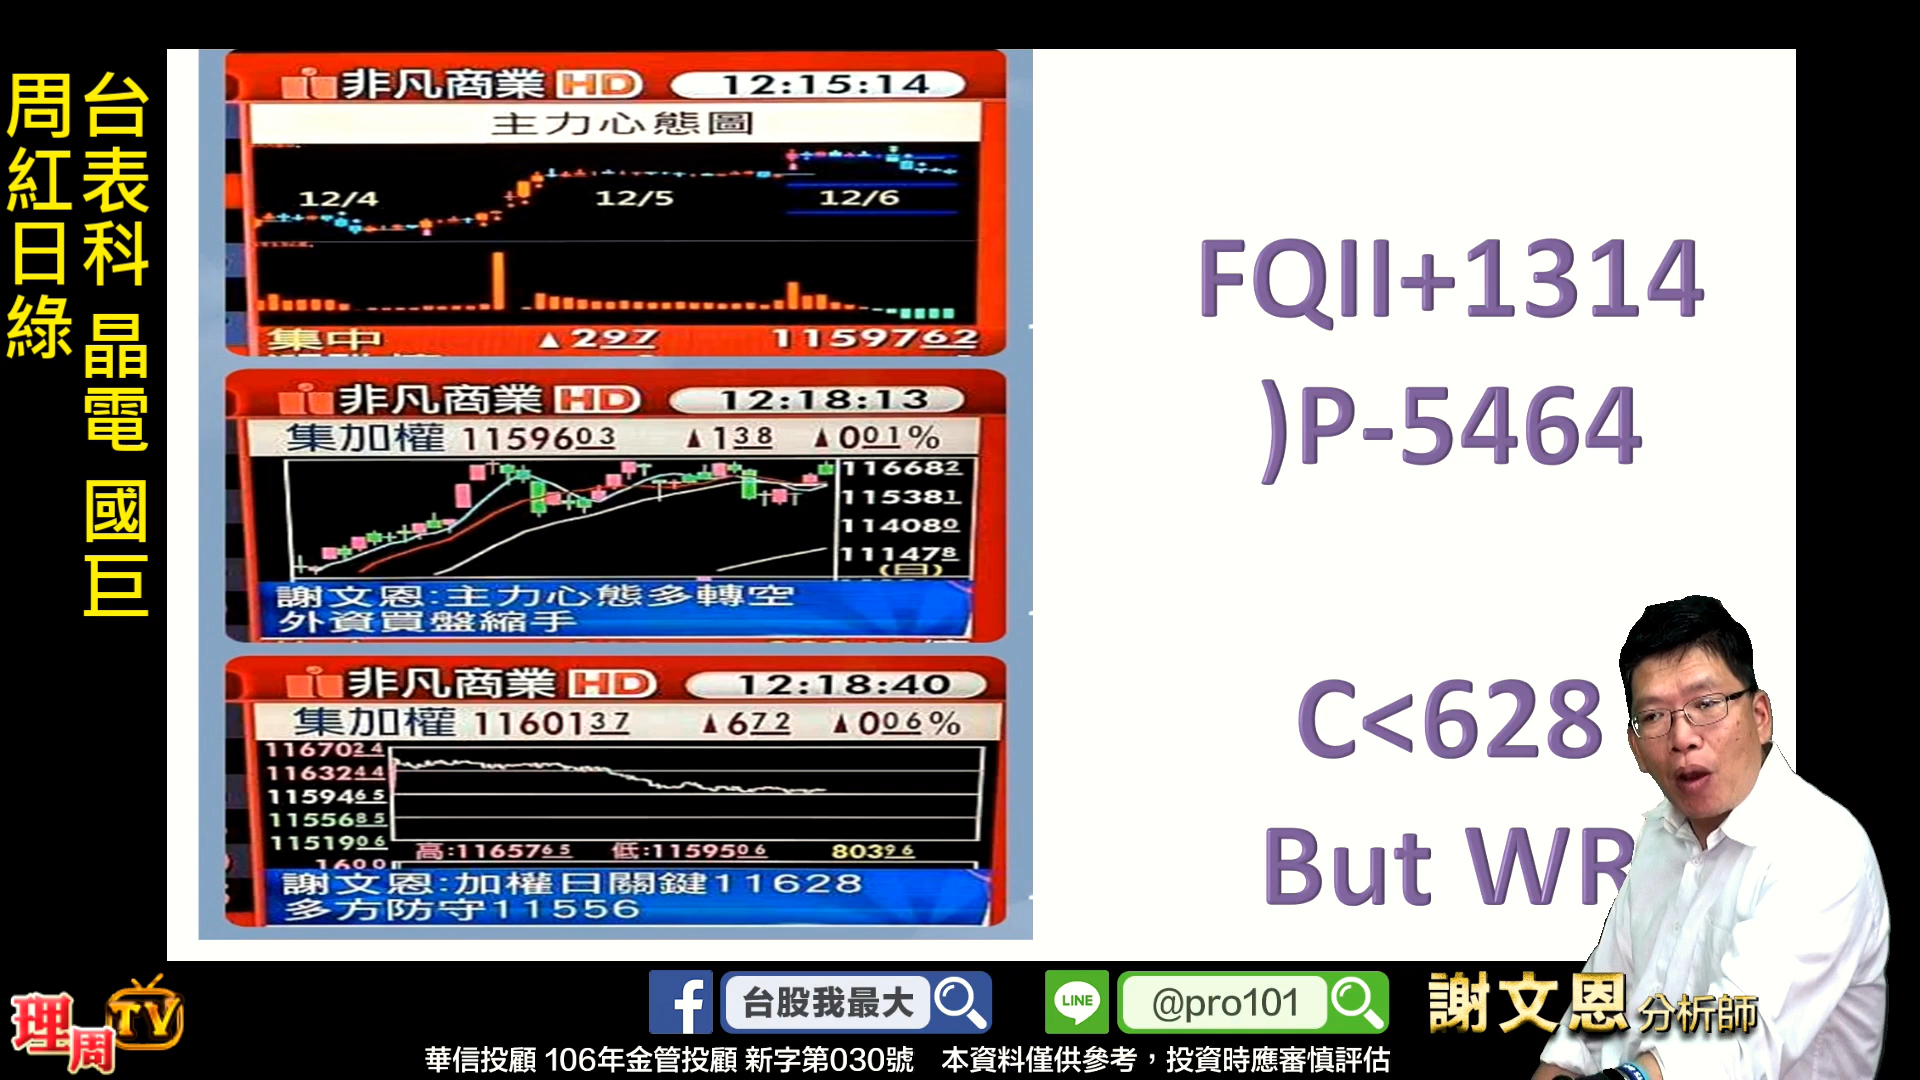 台表科 晶電 國巨
周紅日綠
非凡商業HD 12:15:14
主力心態圖
12/4 12/5 12/6
集中 ▲297 1159762
非凡商業HD 12:18:13
集加權 1159603 ▲138 ▲001%
116682
115381
114080
111478
(日)
謝文恩:主力心態多轉空
外資買盤縮手
非凡商業HD 12:18:40
集加權 1160137 ▲672 ▲006%
1167024
1163244
1159465
1155685
1151906
1600
高:1165765 低:1159506 80396
謝文恩:加權日關鍵11628
多方防守11556
FQII+1314
)P-5464
C<628
But WR
理周TV
台股我最大
LINE
@pro101
謝文恩 分析師
華信投顧 106年金管投顧 新字第030號 本資料僅供參考，投資時應審慎評估